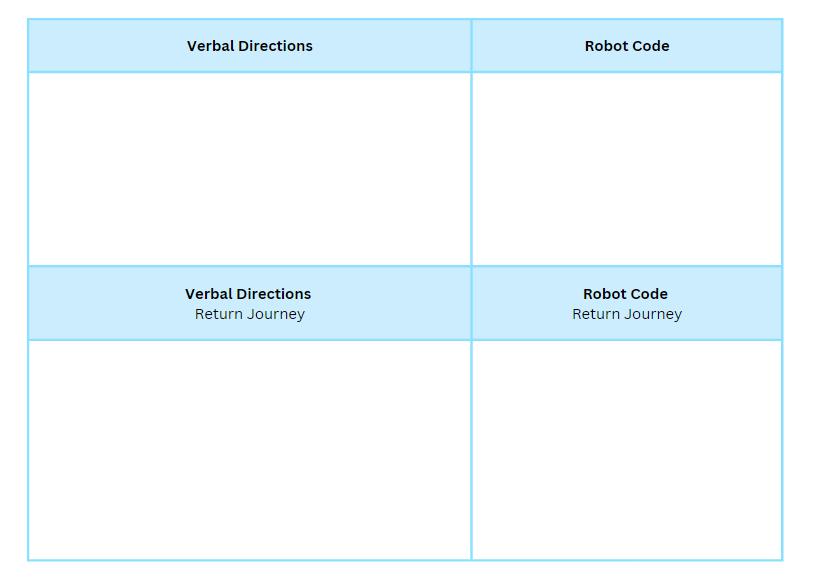 Verbal Directions
Robot Code
Verbal Directions
Return Journey
Robot Code
Return Journey